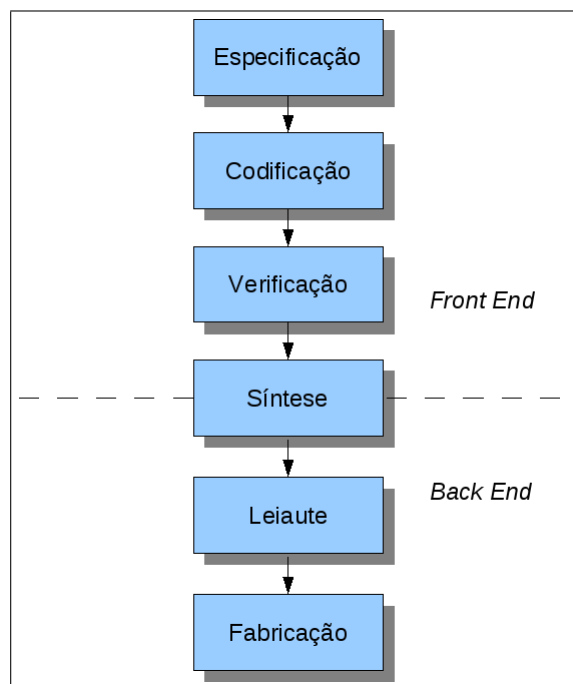 Especificação
Codificação
Verificação
Front End
Síntese
Back End
Leiaute
Fabricação